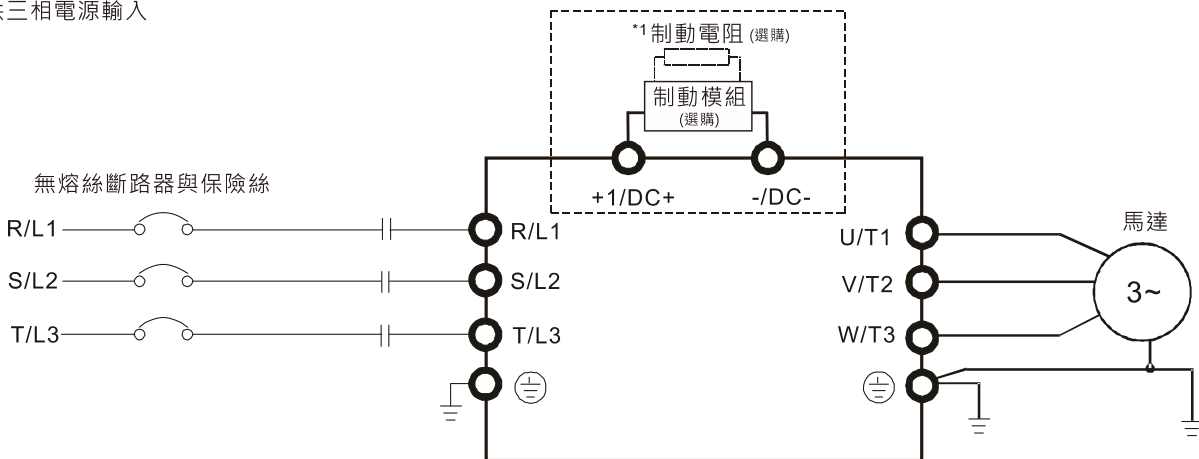 三相電源輸入
*1 制動電阻 (選購)
制動模組
(選購)
+1/DC+
-/DC-
無熔絲斷路器與保險絲
R/L1
R/L1
U/T1
馬達
S/L2
S/L2
V/T2
3~
T/L3
T/L3
W/T3